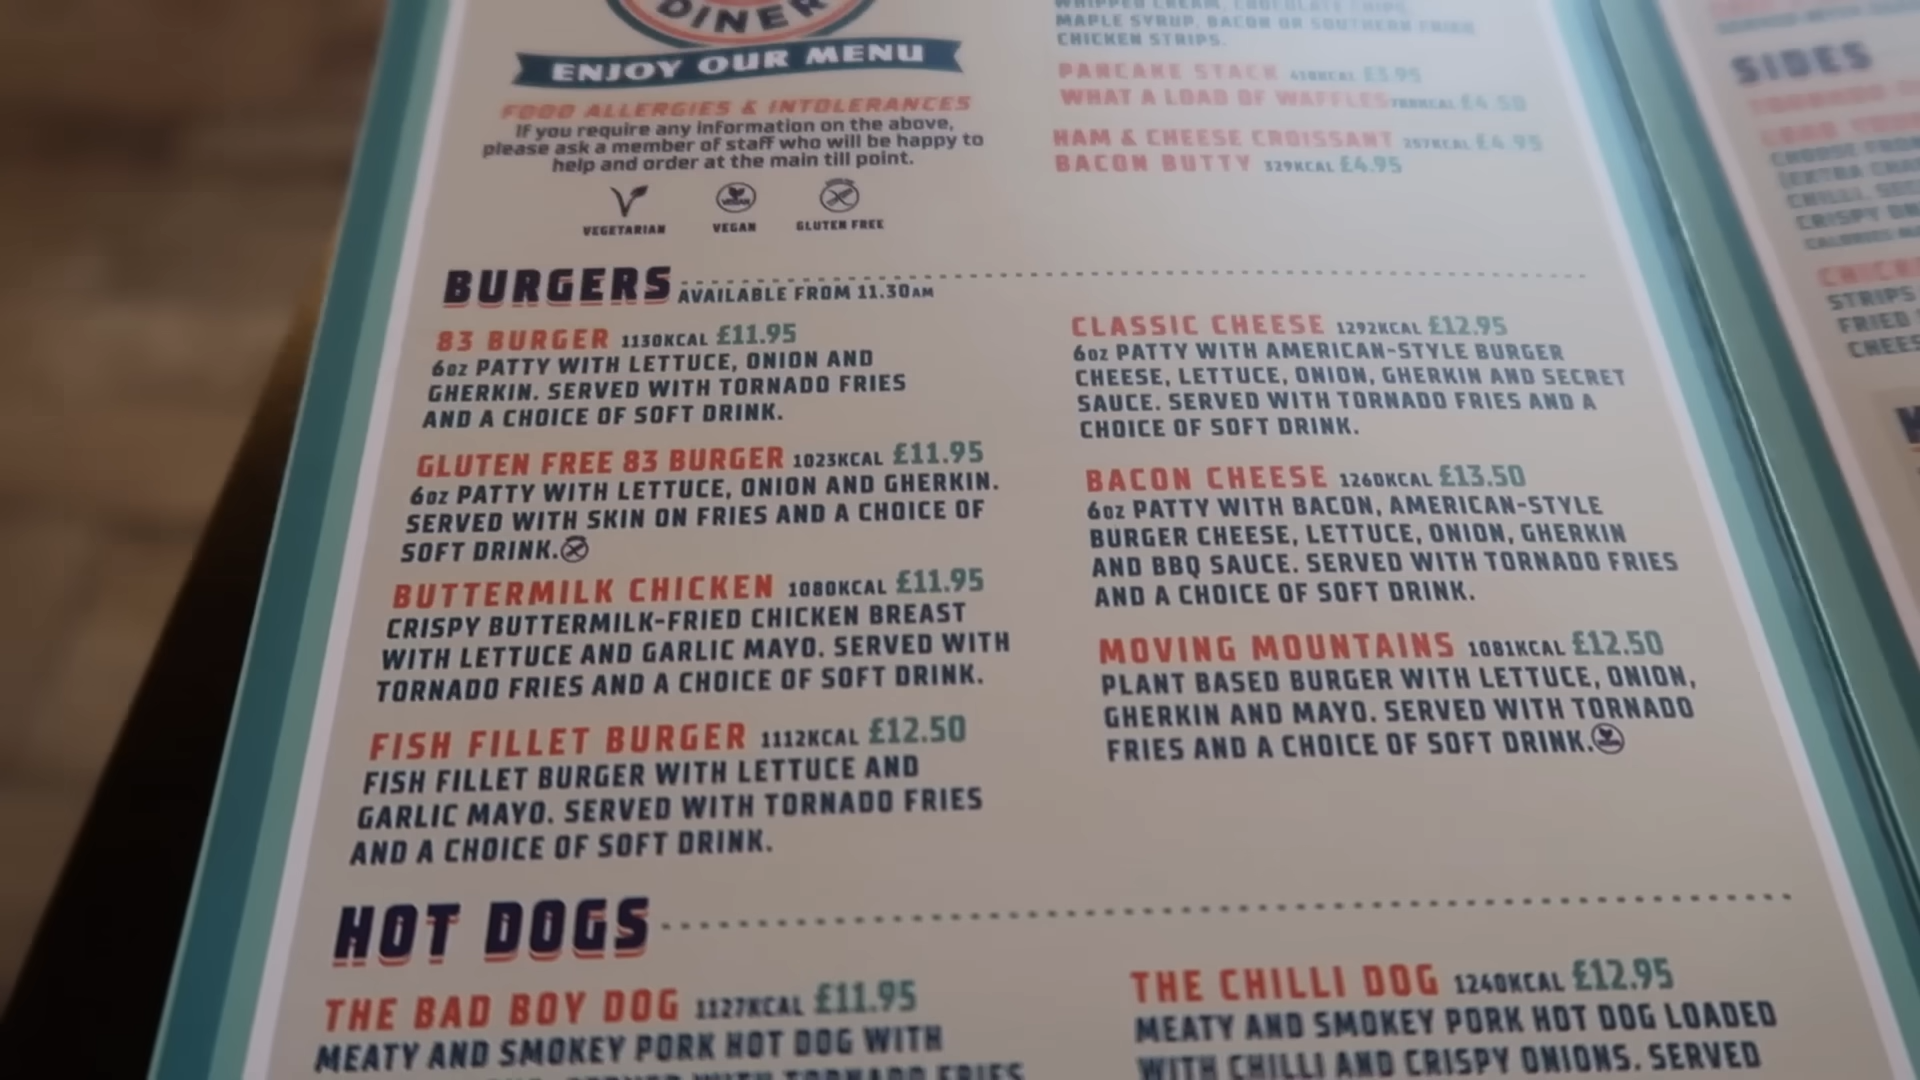 DINER
ENJOY OUR MENU
FOOD ALLERGIES & INTOLERANCES
If you require any information on the above,
please ask a member of staff who will be happy to
help and order at the main till point.
VEGETARIAN
VEGAN
GLUTEN FREE
WHIPPED CREAM, CHOCOLATE CHIPS,
MAPLE SYRUP, BACON OR SOUTHERN FRIED
CHICKEN STRIPS.
PANCAKE STACK £3.95
WHAT A LOAD OF WAFFLES £4.50
HAM & CHEESE CROISSANT 257KCAL £4.95
BACON BUTTY 329KCAL £4.95
BURGERS AVAILABLE FROM 11.30AM
83 BURGER 1130KCAL £11.95
6oz PATTY WITH LETTUCE, ONION AND
GHERKIN. SERVED WITH TORNADO FRIES
AND A CHOICE OF SOFT DRINK.
GLUTEN FREE 83 BURGER 1023KCAL £11.95
6oz PATTY WITH LETTUCE, ONION AND GHERKIN.
SERVED WITH SKIN ON FRIES AND A CHOICE OF
SOFT DRINK.
BUTTERMILK CHICKEN 1080KCAL £11.95
CRISPY BUTTERMILK-FRIED CHICKEN BREAST
WITH LETTUCE AND GARLIC MAYO. SERVED WITH
TORNADO FRIES AND A CHOICE OF SOFT DRINK.
FISH FILLET BURGER 1112KCAL £12.50
FISH FILLET BURGER WITH LETTUCE AND
GARLIC MAYO. SERVED WITH TORNADO FRIES
AND A CHOICE OF SOFT DRINK.
CLASSIC CHEESE 1292KCAL £12.95
6oz PATTY WITH AMERICAN-STYLE BURGER
CHEESE, LETTUCE, ONION, GHERKIN AND SECRET
SAUCE. SERVED WITH TORNADO FRIES AND A
CHOICE OF SOFT DRINK.
BACON CHEESE 1260KCAL £13.50
6oz PATTY WITH BACON, AMERICAN-STYLE
BURGER CHEESE, LETTUCE, ONION, GHERKIN
AND BBQ SAUCE. SERVED WITH TORNADO FRIES
AND A CHOICE OF SOFT DRINK.
MOVING MOUNTAINS 1081KCAL £12.50
PLANT BASED BURGER WITH LETTUCE, ONION,
GHERKIN AND MAYO. SERVED WITH TORNADO
FRIES AND A CHOICE OF SOFT DRINK.
HOT DOGS
THE BAD BOY DOG 1127KCAL £11.95
MEATY AND SMOKEY PORK HOT DOG WITH
SERVED WITH TORNADO FRIES
THE CHILLI DOG 1240KCAL £12.95
MEATY AND SMOKEY PORK HOT DOG LOADED
WITH CHILLI AND CRISPY ONIONS. SERVED
SIDES
CHOOSE FROM
CRISPY
STRIPS
FRIED